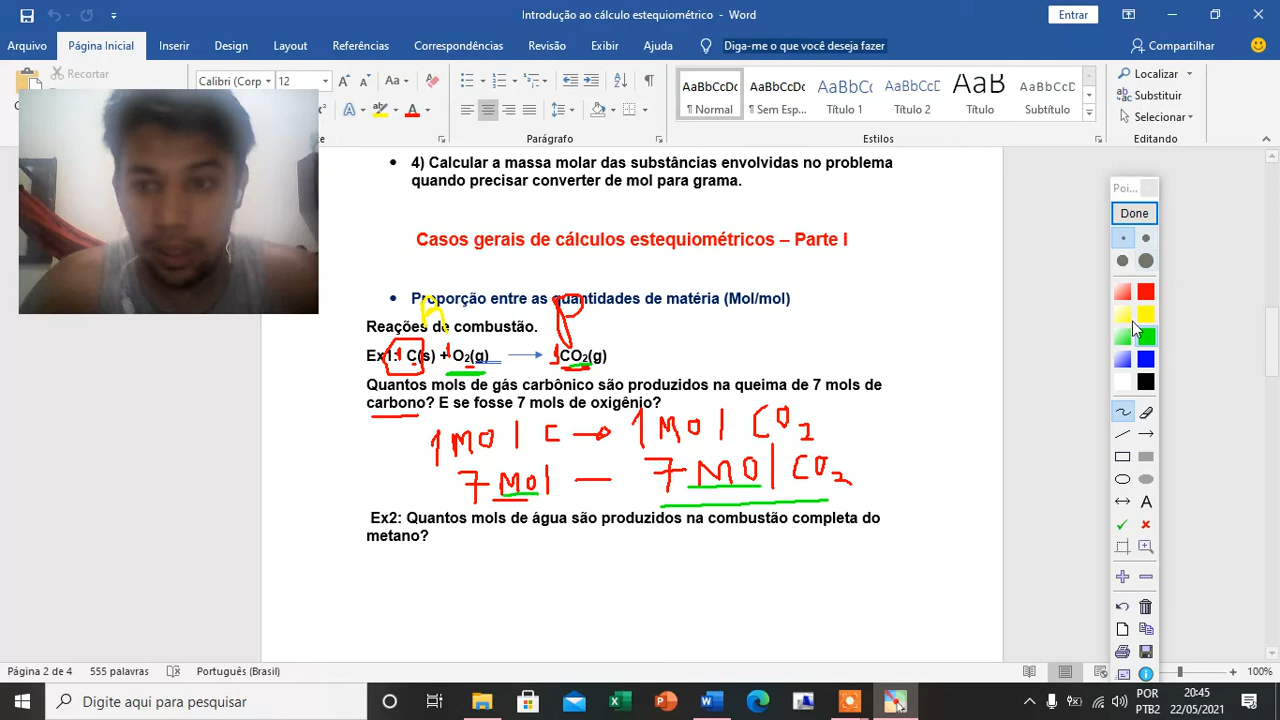 Introdução ao cálculo estequiométrico - Word
Entrar
Arquivo Página Inicial Inserir Design Layout Referências Correspondências Revisão Exibir Ajuda Diga-me o que você deseja fazer Compartilhar
Recortar Calibri (Corp 12 Localizar
AaBbCcDc AaBbCcDc AaBbCc AaBbCcD AaB AaBbCcD Substituir
Normal Sem Esp... Título 1 Título 2 Título Subtítulo Selecionar
Parágrafo Estilos Editando
4) Calcular a massa molar das substâncias envolvidas no problema
quando precisar converter de mol para grama.
Casos gerais de cálculos estequiométricos – Parte I
Proporção entre as quantidades de matéria (Mol/mol)
R P
Reações de combustão.
Ex1: 1 C(s) + 1 O2(g) 1 CO2(g)
Quantos mols de gás carbônico são produzidos na queima de 7 mols de
carbono? E se fosse 7 mols de oxigênio?
1 Mol C → 1 Mol CO2
7 Mol — 7 MOl CO2
Ex2: Quantos mols de água são produzidos na combustão completa do
metano?
Poi...
Done
A
Página 2 de 4 555 palavras Português (Brasil) 100%
Digite aqui para pesquisar
POR 20:45
PTB2 22/05/2021